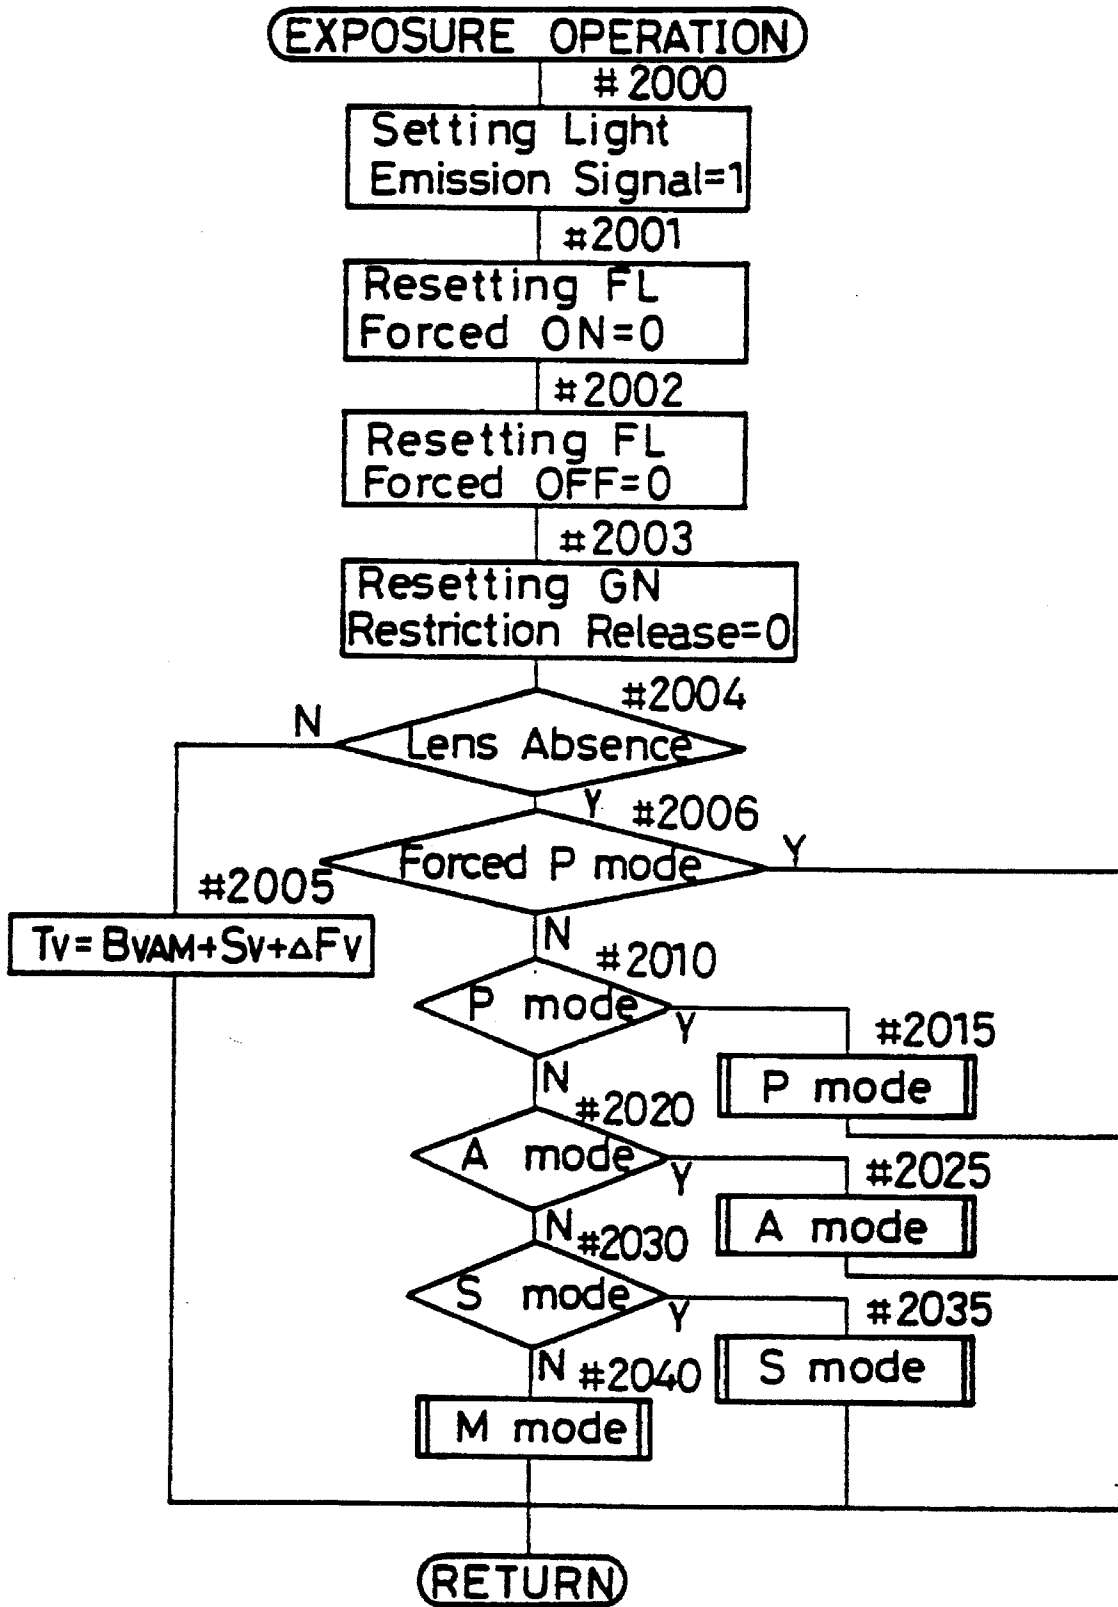 EXPOSURE OPERATION
#2000
Setting Light
Emission Signal=1
#2001
Resetting FL
Forced ON=0
#2002
Resetting FL
Forced OFF=0
#2003
Resetting GN
Restriction Release=0
#2004
N
Lens Absence
Y
#2006
Forced P mode
Y
#2005
Tv=BVAM+Sv+ΔFv
N
#2010
P mode
Y
#2015
P mode
N
#2020
A mode
Y
#2025
A mode
N
#2030
S mode
Y
#2035
S mode
N
#2040
M mode
RETURN